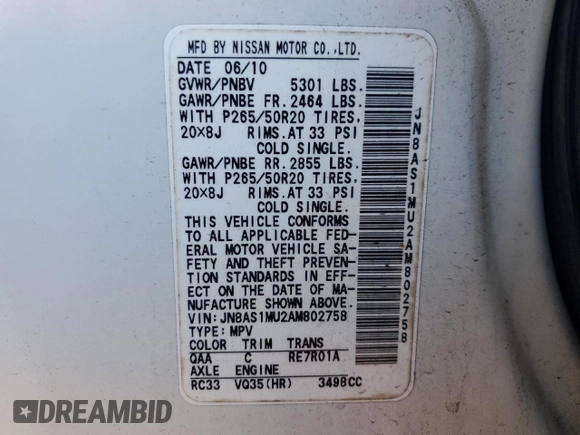 MFD BY NISSAN MOTOR CO.,LTD.
DATE 06/10
GVWR/PNBV 5301 LBS.
GAWR/PNBE FR. 2464 LBS.
WITH P265/50R20 TIRES,
20×8J RIMS. AT 33 PSI
COLD SINGLE.
GAWR/PNBE RR. 2855 LBS.
WITH P265/50R20 TIRES,
20×8J RIMS. AT 33 PSI
COLD SINGLE.
THIS VEHICLE CONFORMS
TO ALL APPLICABLE FED-
ERAL MOTOR VEHICLE SA-
FETY AND THEFT PREVEN-
TION STANDARDS IN EFF-
ECT ON THE DATE OF MA-
NUFACTURE SHOWN ABOVE.
VIN: JN8AS1MU2AM802758
TYPE: MPV
COLOR TRIM TRANS
QAA C RE7R01A
AXLE ENGINE
RC33 VQ35(HR) 3498CC
JN8AS1MU2AM802758
DREAMBID